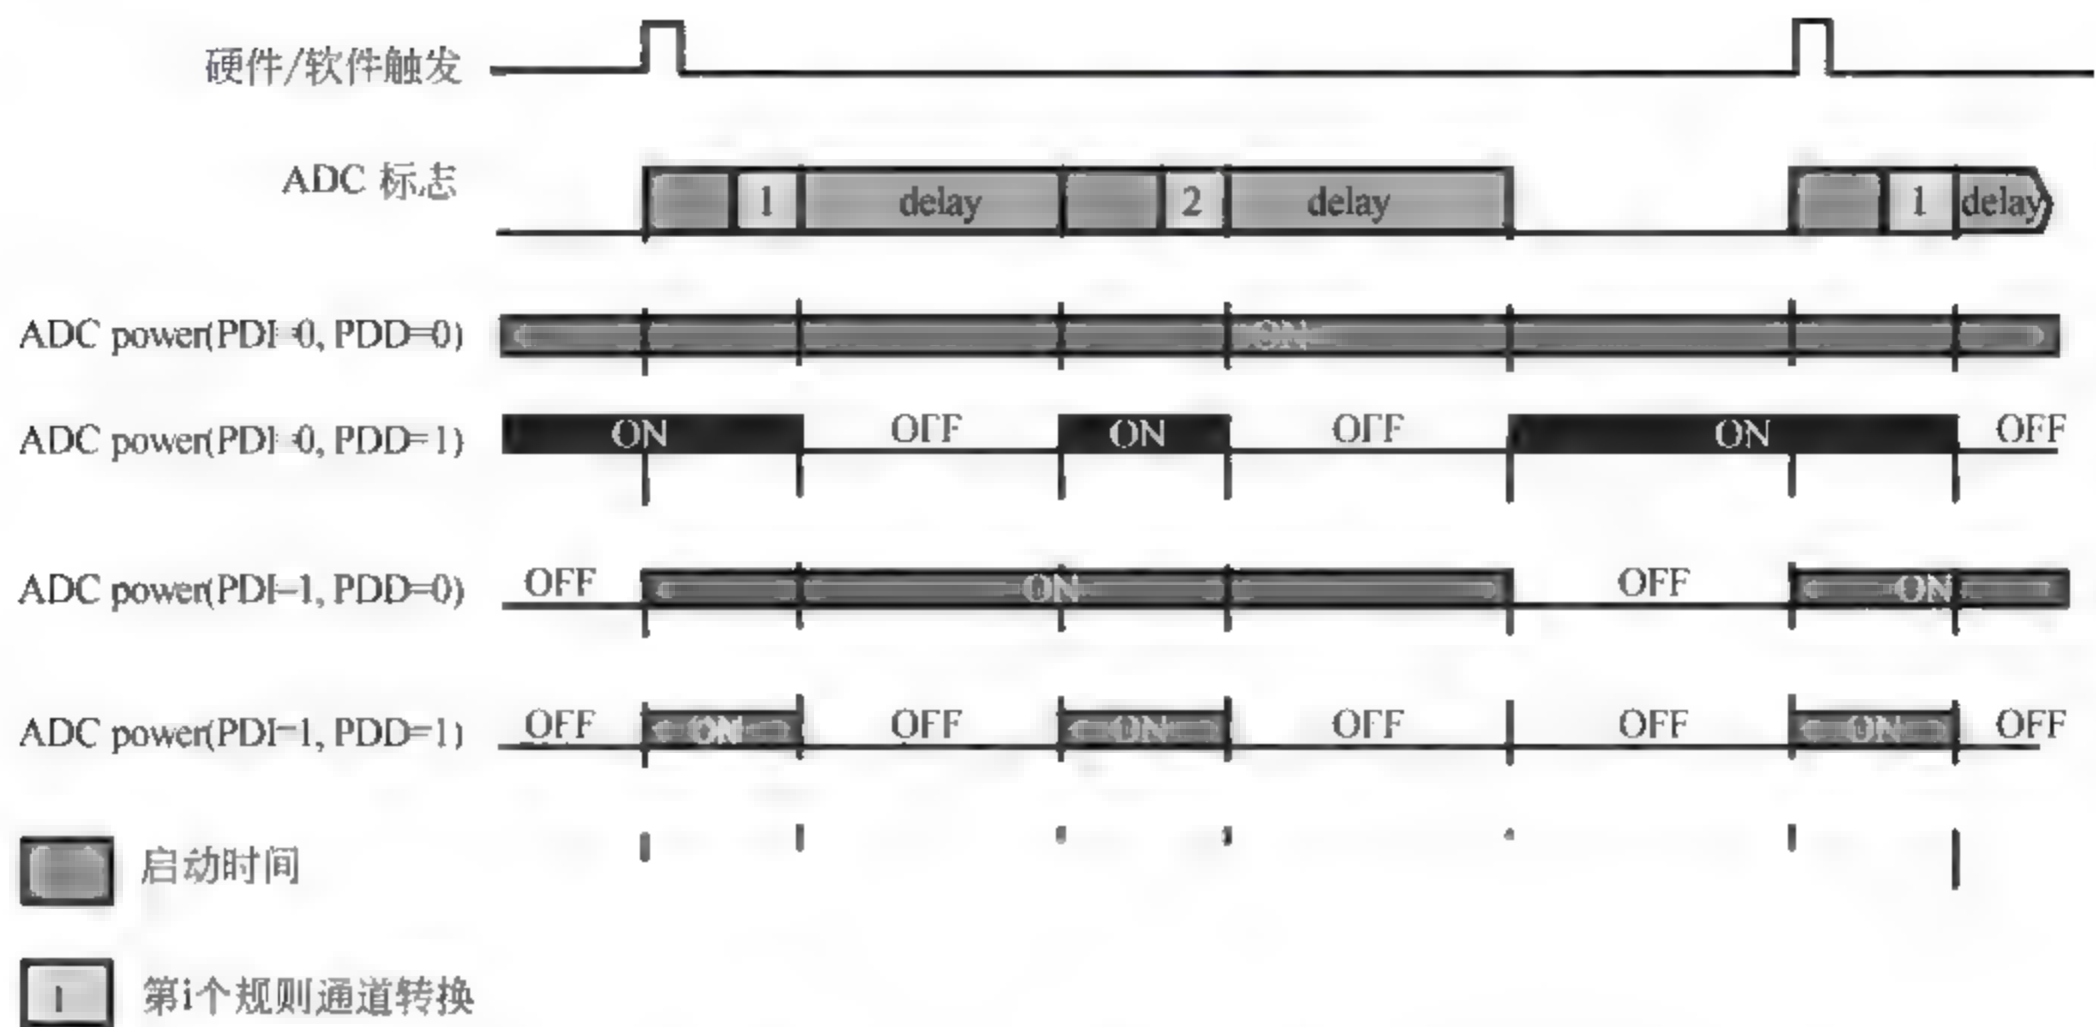 硬件/软件触发
ADC 标志
1 delay 2 delay 1 delay
ADC power(PDI=0, PDD=0) ON
ADC power(PDI=0, PDD=1) ON OFF ON OFF ON OFF
ADC power(PDI=1, PDD=0) OFF ON OFF ON
ADC power(PDI=1, PDD=1) OFF ON OFF ON OFF OFF ON OFF
启动时间
i 第i个规则通道转换